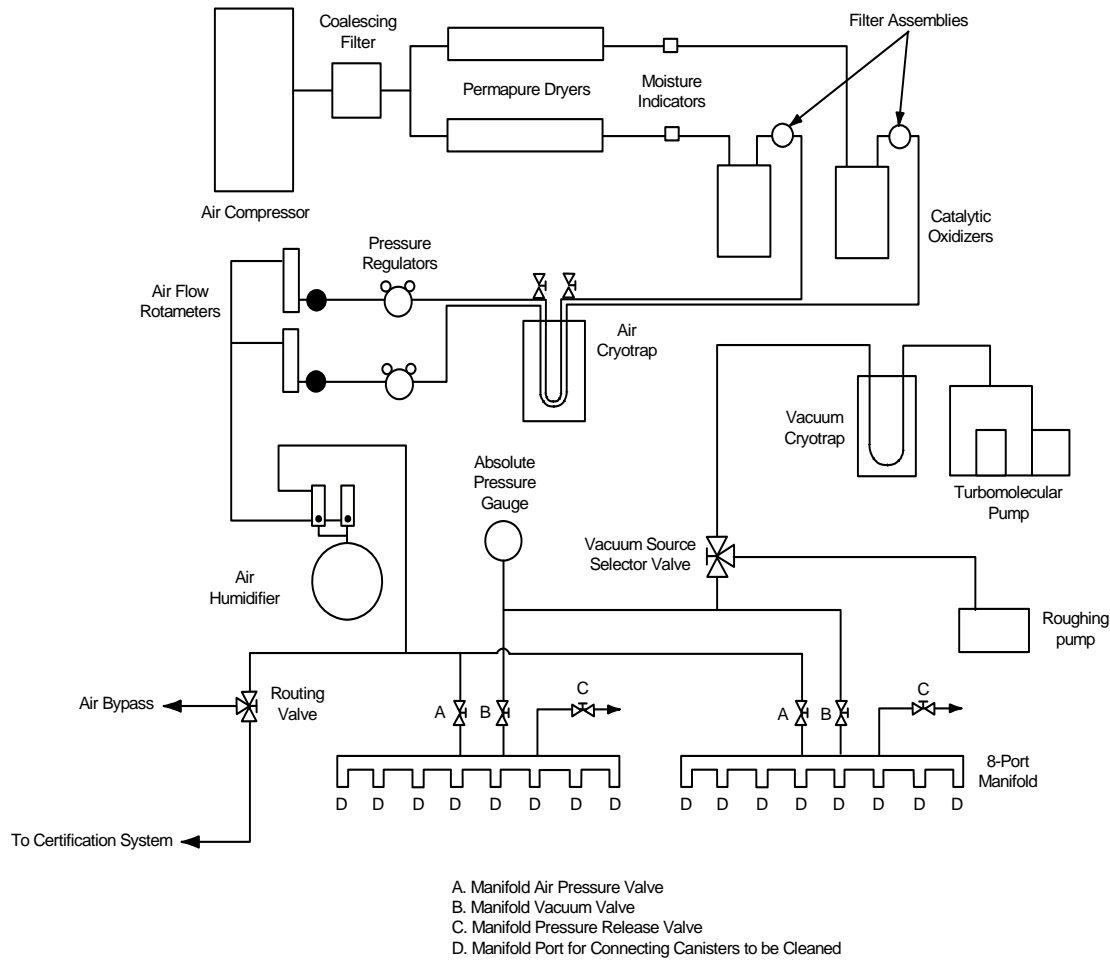 Coalescing
Filter
Filter Assemblies
Permapure Dryers
Moisture
Indicators
Air Compressor
Catalytic
Oxidizers
Pressure
Regulators
Air Flow
Rotameters
Air
Cryotrap
Vacuum
Cryotrap
Absolute
Pressure
Gauge
Turbomolecular
Pump
Vacuum Source
Selector Valve
Air
Humidifier
Roughing
pump
Air Bypass
Routing
Valve
A
B
C
A
B
C
8-Port
Manifold
D D D D D D D D
D D D D D D D D
To Certification System
A. Manifold Air Pressure Valve
B. Manifold Vacuum Valve
C. Manifold Pressure Release Valve
D. Manifold Port for Connecting Canisters to be Cleaned